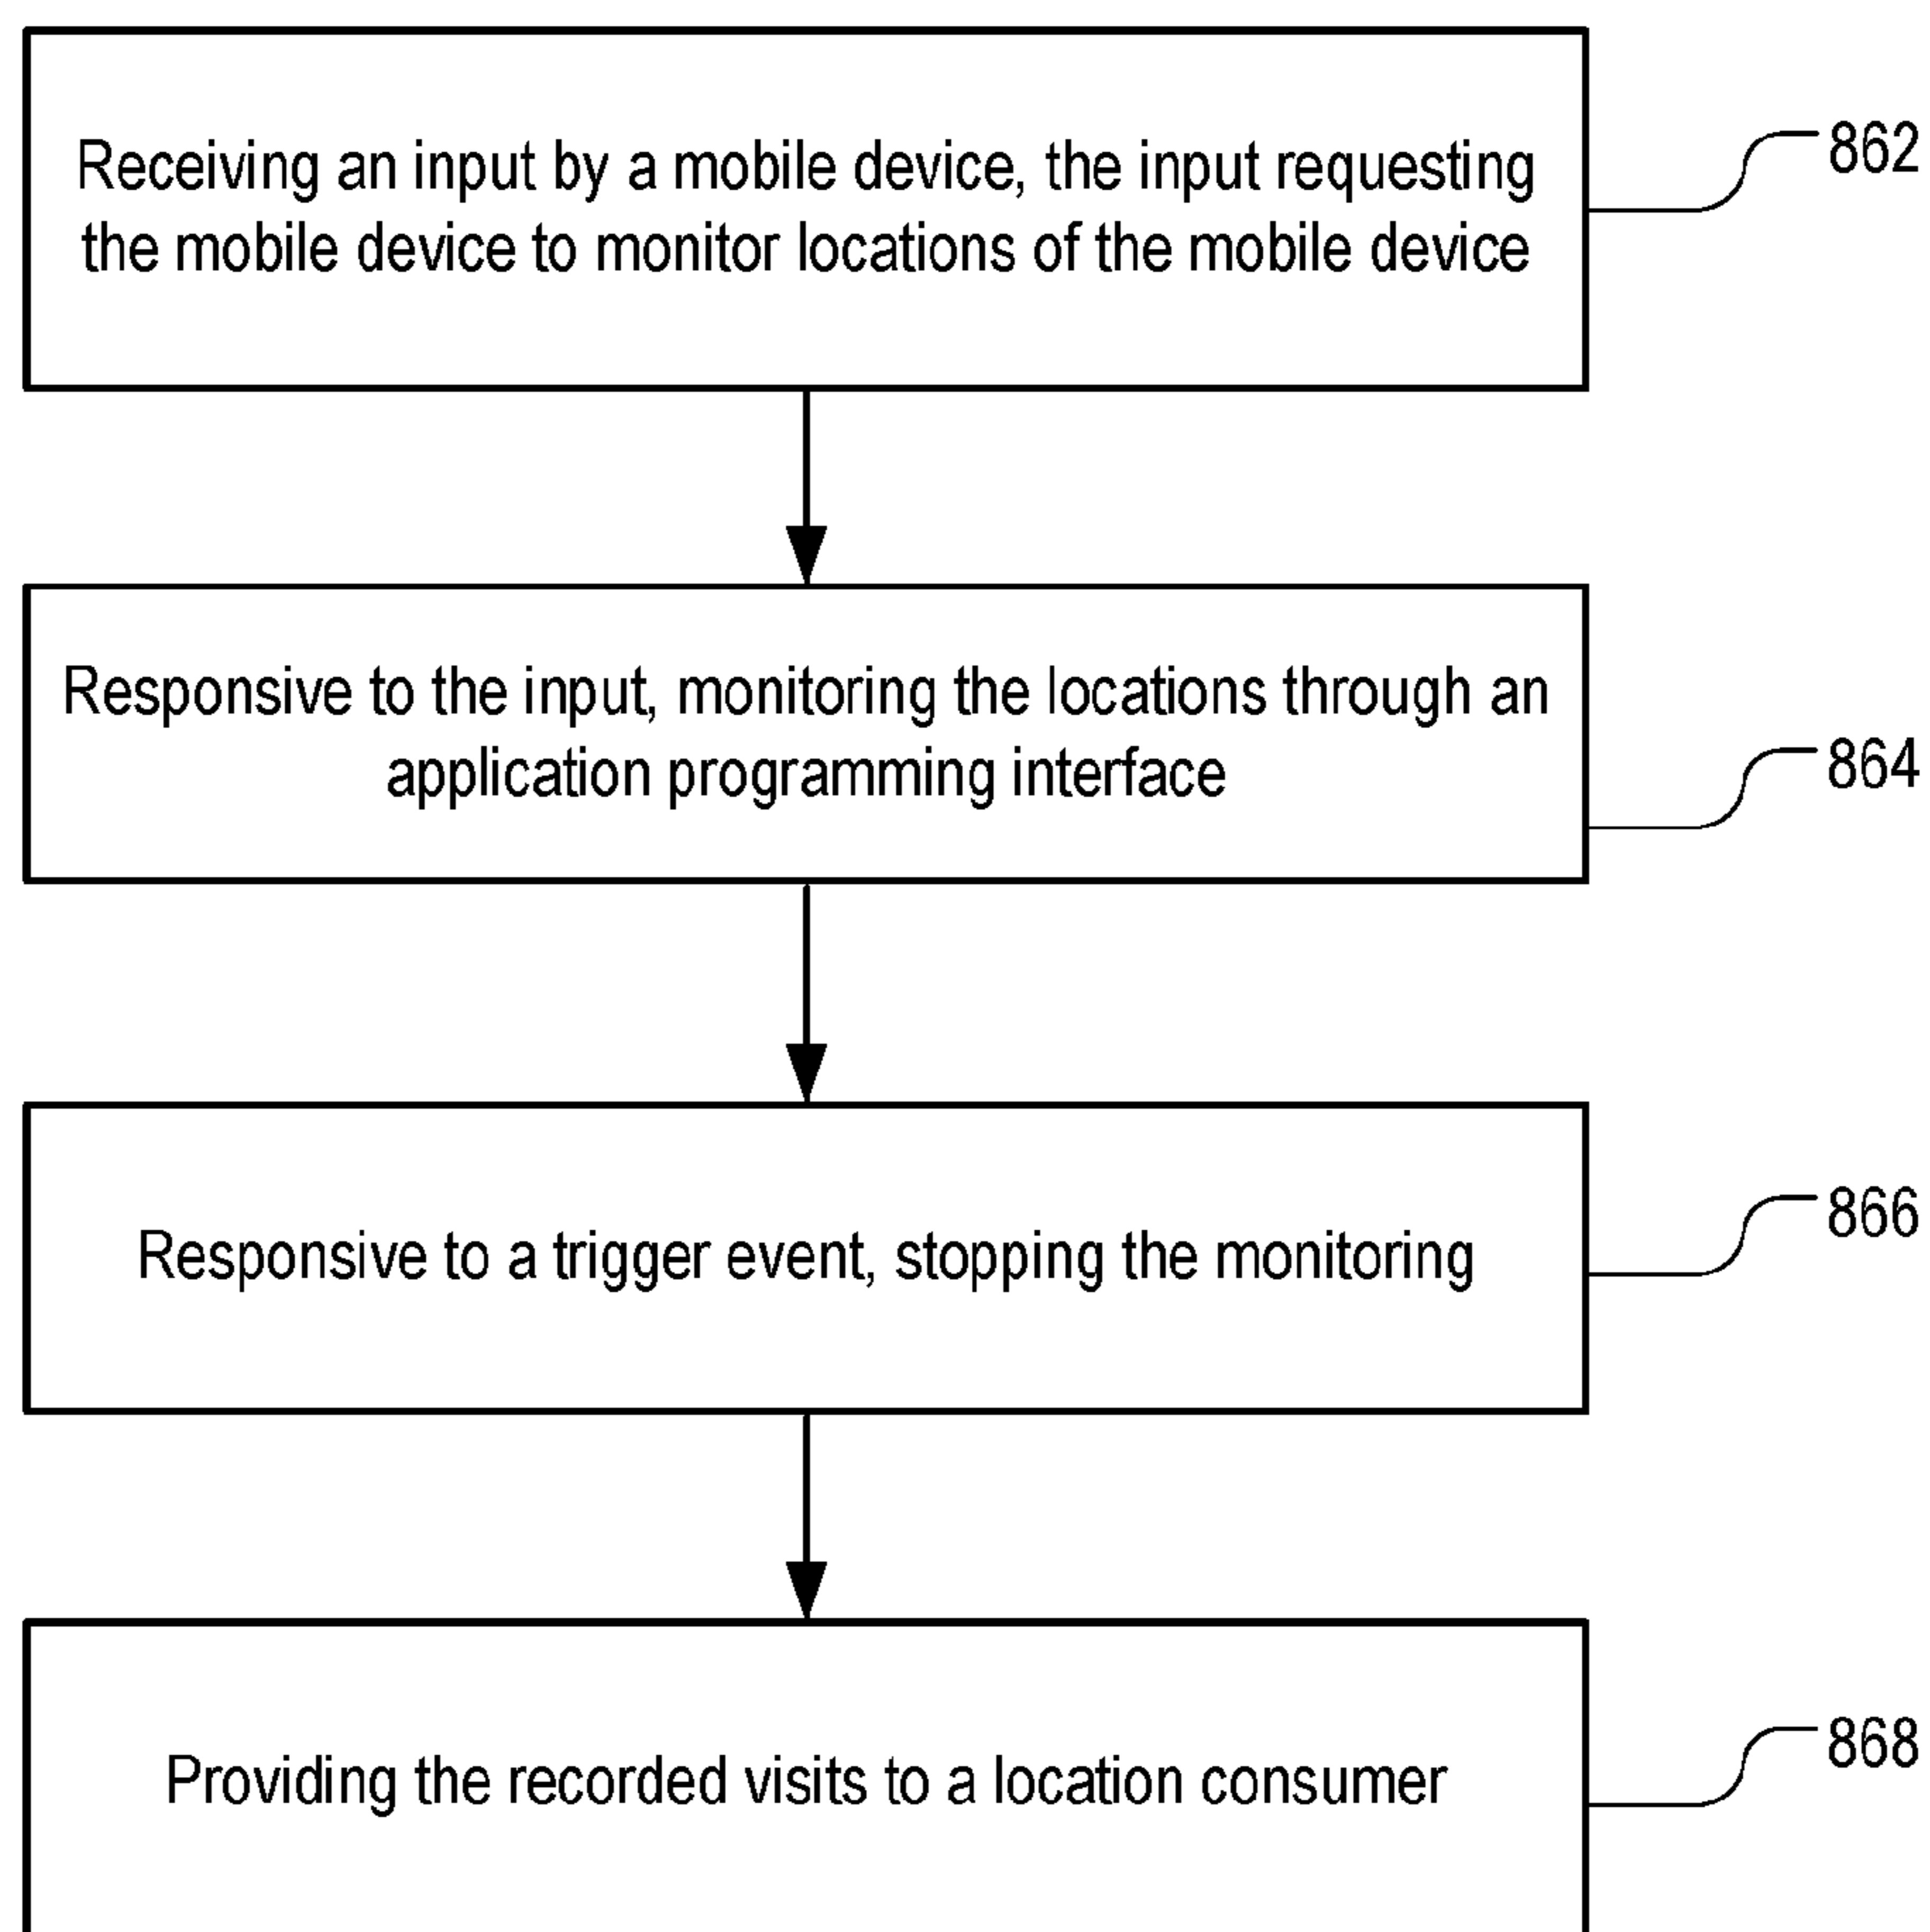 Receiving an input by a mobile device, the input requesting
the mobile device to monitor locations of the mobile device
862
Responsive to the input, monitoring the locations through an
application programming interface
864
Responsive to a trigger event, stopping the monitoring
866
Providing the recorded visits to a location consumer
868